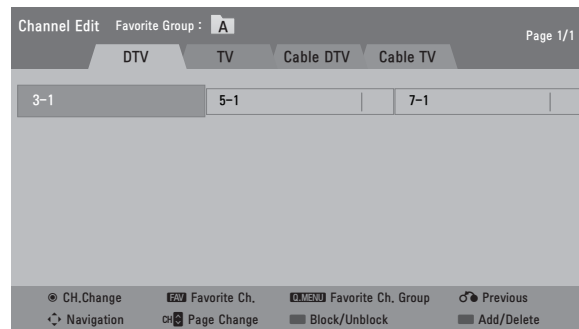 Channel Edit Favorite Group : A
Page 1/1
DTV TV Cable DTV Cable TV
3-1 5-1 7-1
CH.Change FAV Favorite Ch. Q.MENU Favorite Ch. Group Previous
Navigation CH Page Change Block/Unblock Add/Delete